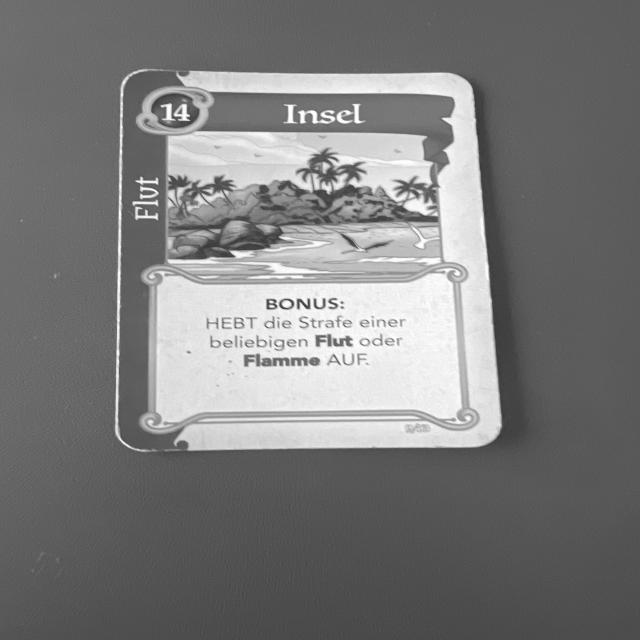 14
Insel
Flut
BONUS:
HEBT die Strafe einer
beliebigen Flut oder
Flamme AUF.